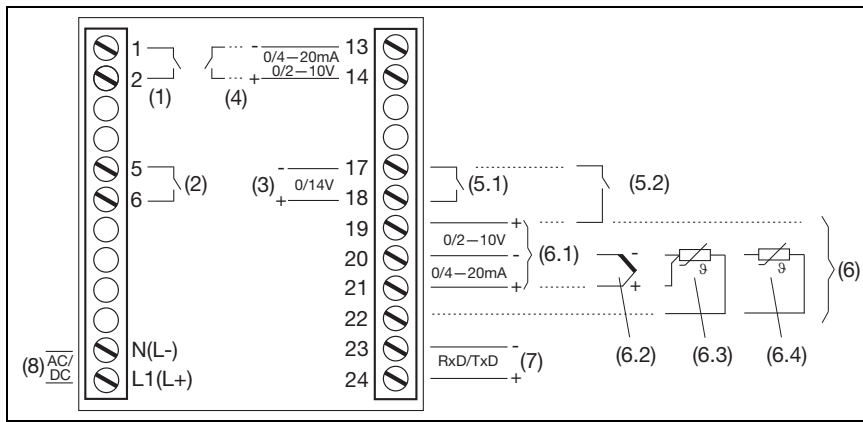 1
2
(1)
(4)
- 0/4–20mA 13
+ 0/2–10V 14
5
6
(2)
(3)
- 0/14V 17
+ 18
19
20
21
22
23
24
(5.1)
(5.2)
+
0/2–10V
-
0/4–20mA
+
(6.1)
-
+
ϑ
ϑ
(6)
(6.2)
(6.3)
(6.4)
RxD/TxD
-
+
(7)
(8) AC/DC
N(L-)
L1(L+)